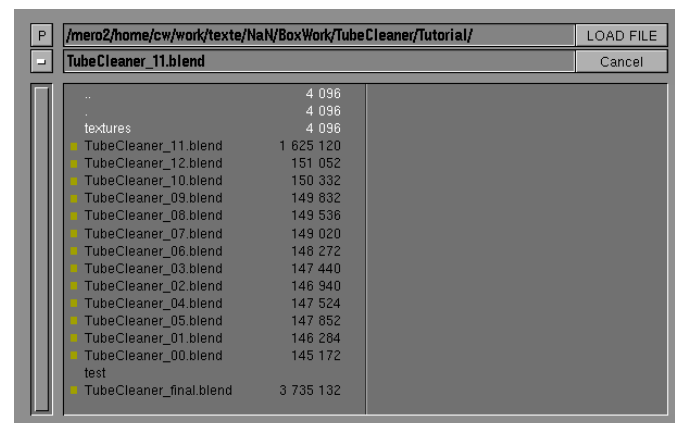 P /mero2/home/cw/work/texte/NaN/BoxWork/TubeCleaner/Tutorial/ LOAD FILE
TubeCleaner_11.blend Cancel
.. 4 096
. 4 096
textures 4 096
TubeCleaner_11.blend 1 625 120
TubeCleaner_12.blend 151 052
TubeCleaner_10.blend 150 332
TubeCleaner_09.blend 149 832
TubeCleaner_08.blend 149 536
TubeCleaner_07.blend 149 020
TubeCleaner_06.blend 148 272
TubeCleaner_03.blend 147 440
TubeCleaner_02.blend 146 940
TubeCleaner_04.blend 147 524
TubeCleaner_05.blend 147 852
TubeCleaner_01.blend 146 284
TubeCleaner_00.blend 145 172
test
TubeCleaner_final.blend 3 735 132